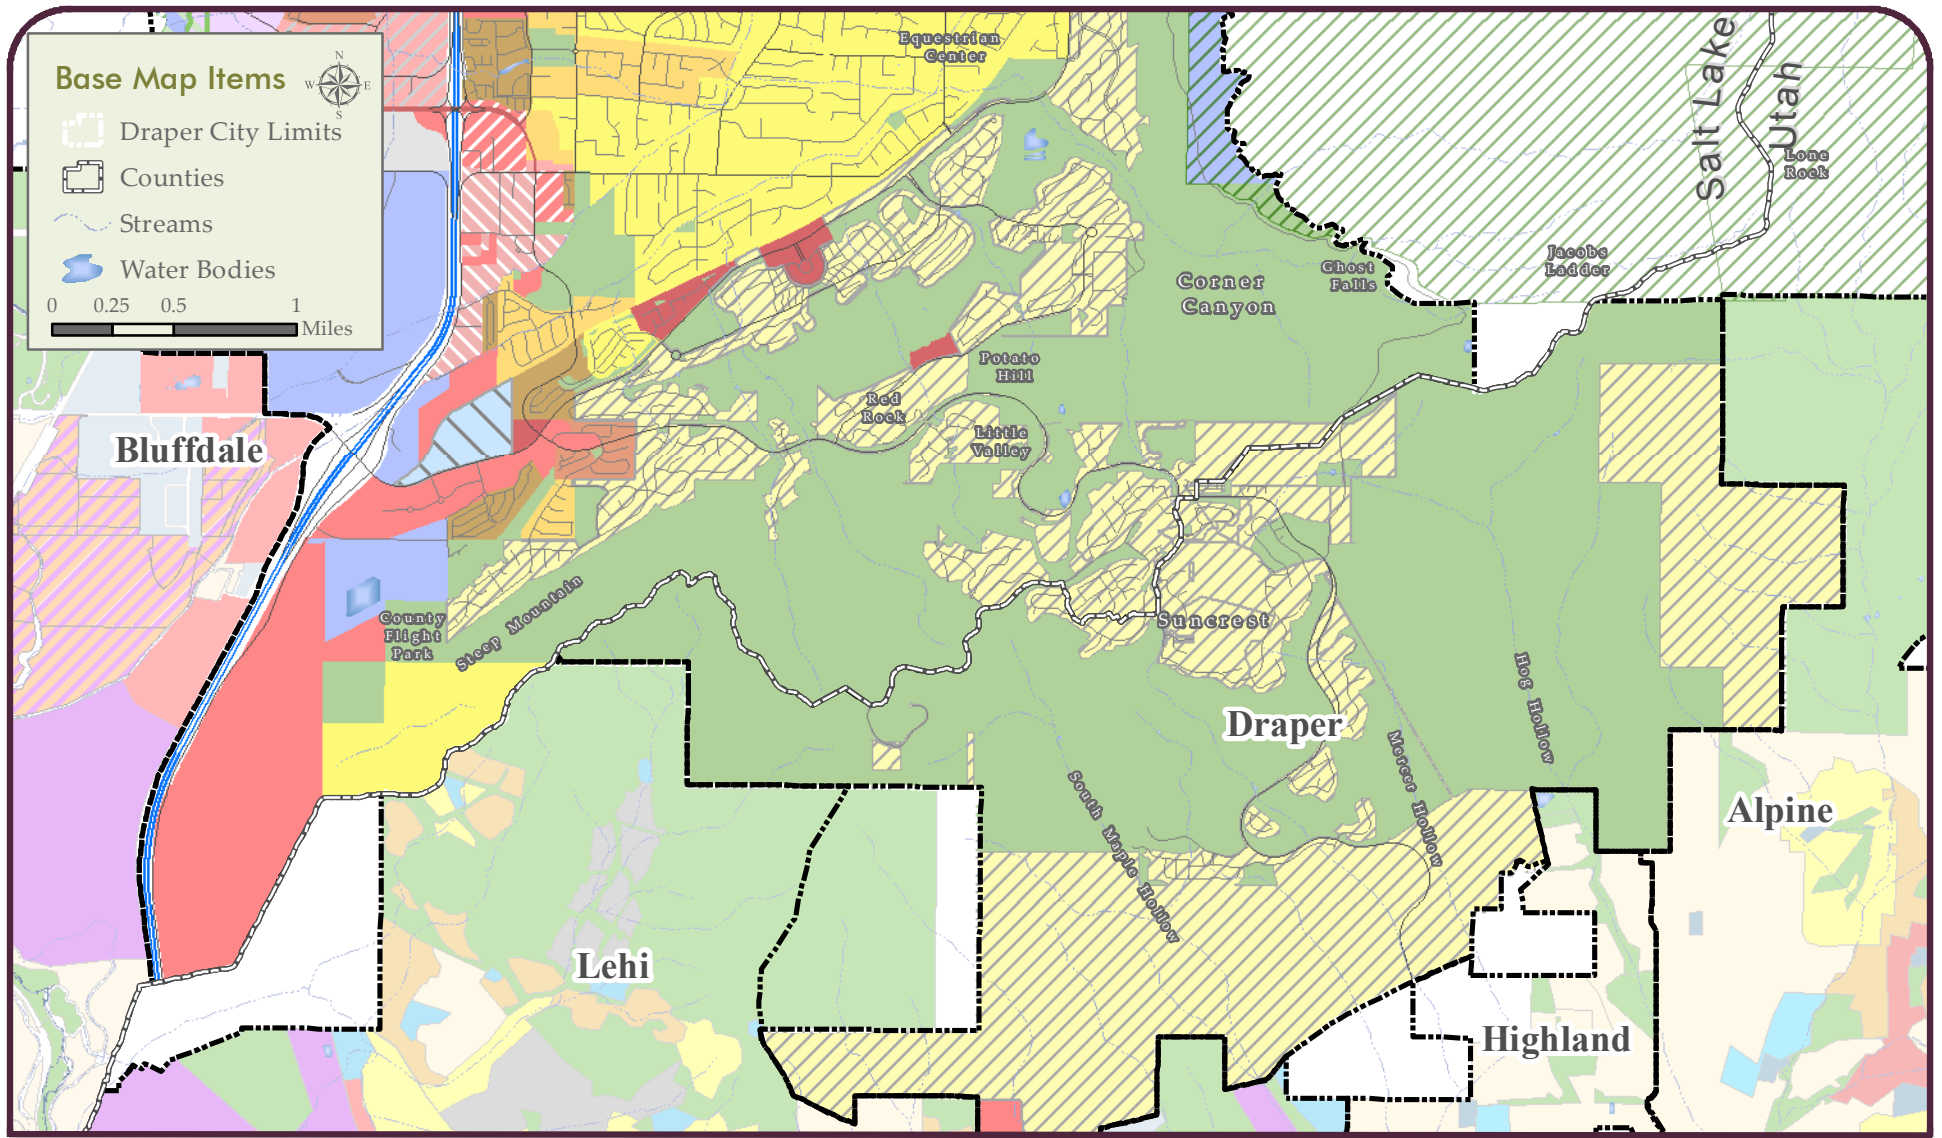 Base Map Items
N
W
E
S
Draper City Limits
Counties
Streams
Water Bodies
0 0.25 0.5 1
Miles
Equestrian
Center
Salt Lake
Utah
Lone
Rock
Jacobs
Ladder
Ghost
Falls
Corner
Canyon
Potato
Hill
Red
Rock
Little
Valley
Bluffdale
County
Flight
Park
Steep Mountain
Suncrest
Draper
Hog Hollow
Mercer Hollow
South Maple Hollow
Alpine
Lehi
Highland